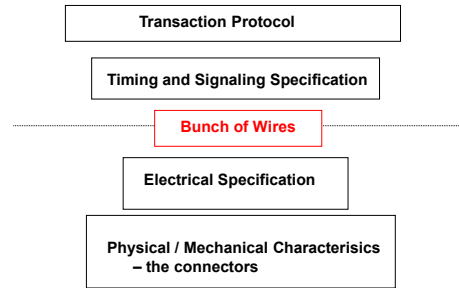 Transaction Protocol
Timing and Signaling Specification
Bunch of Wires
Electrical Specification
Physical / Mechanical Characterisics
– the connectors